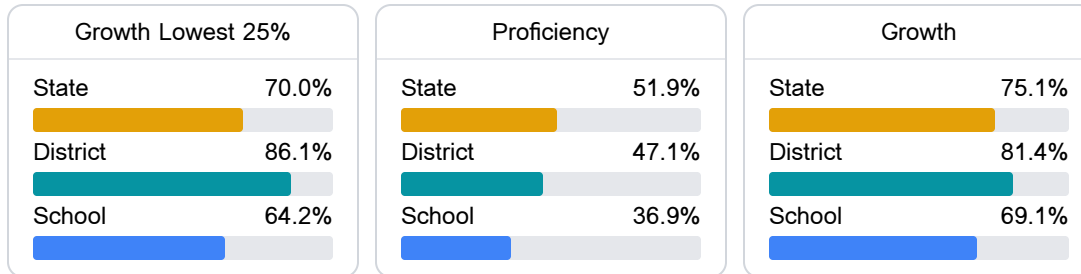 Growth Lowest 25%
State 70.0%
District 86.1%
School 64.2%
Proficiency
State 51.9%
District 47.1%
School 36.9%
Growth
State 75.1%
District 81.4%
School 69.1%